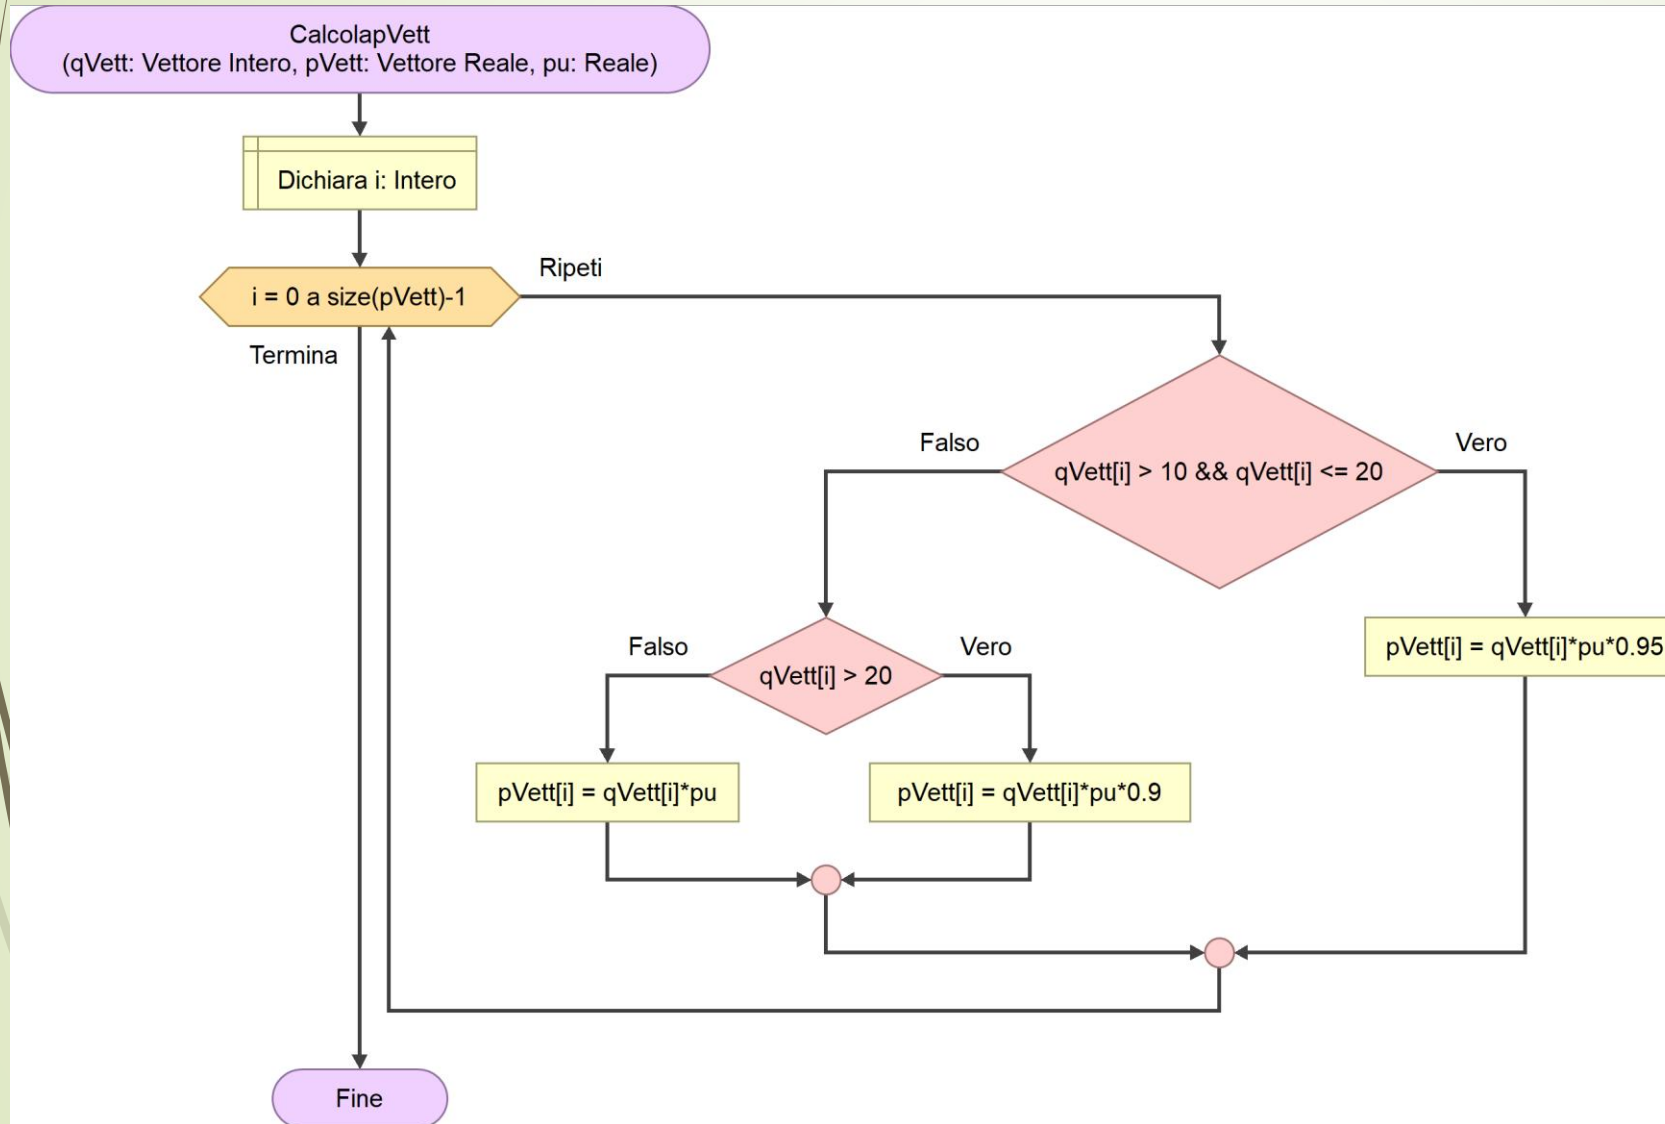 CalcolapVett
(qVett: Vettore Intero, pVett: Vettore Reale, pu: Reale)
Dichiara i: Intero
i = 0 a size(pVett)-1
Ripeti
Termina
Falso
qVett[i] > 10 && qVett[i] <= 20
Vero
Falso
qVett[i] > 20
Vero
pVett[i] = qVett[i]*pu*0.95
pVett[i] = qVett[i]*pu
pVett[i] = qVett[i]*pu*0.9
Fine